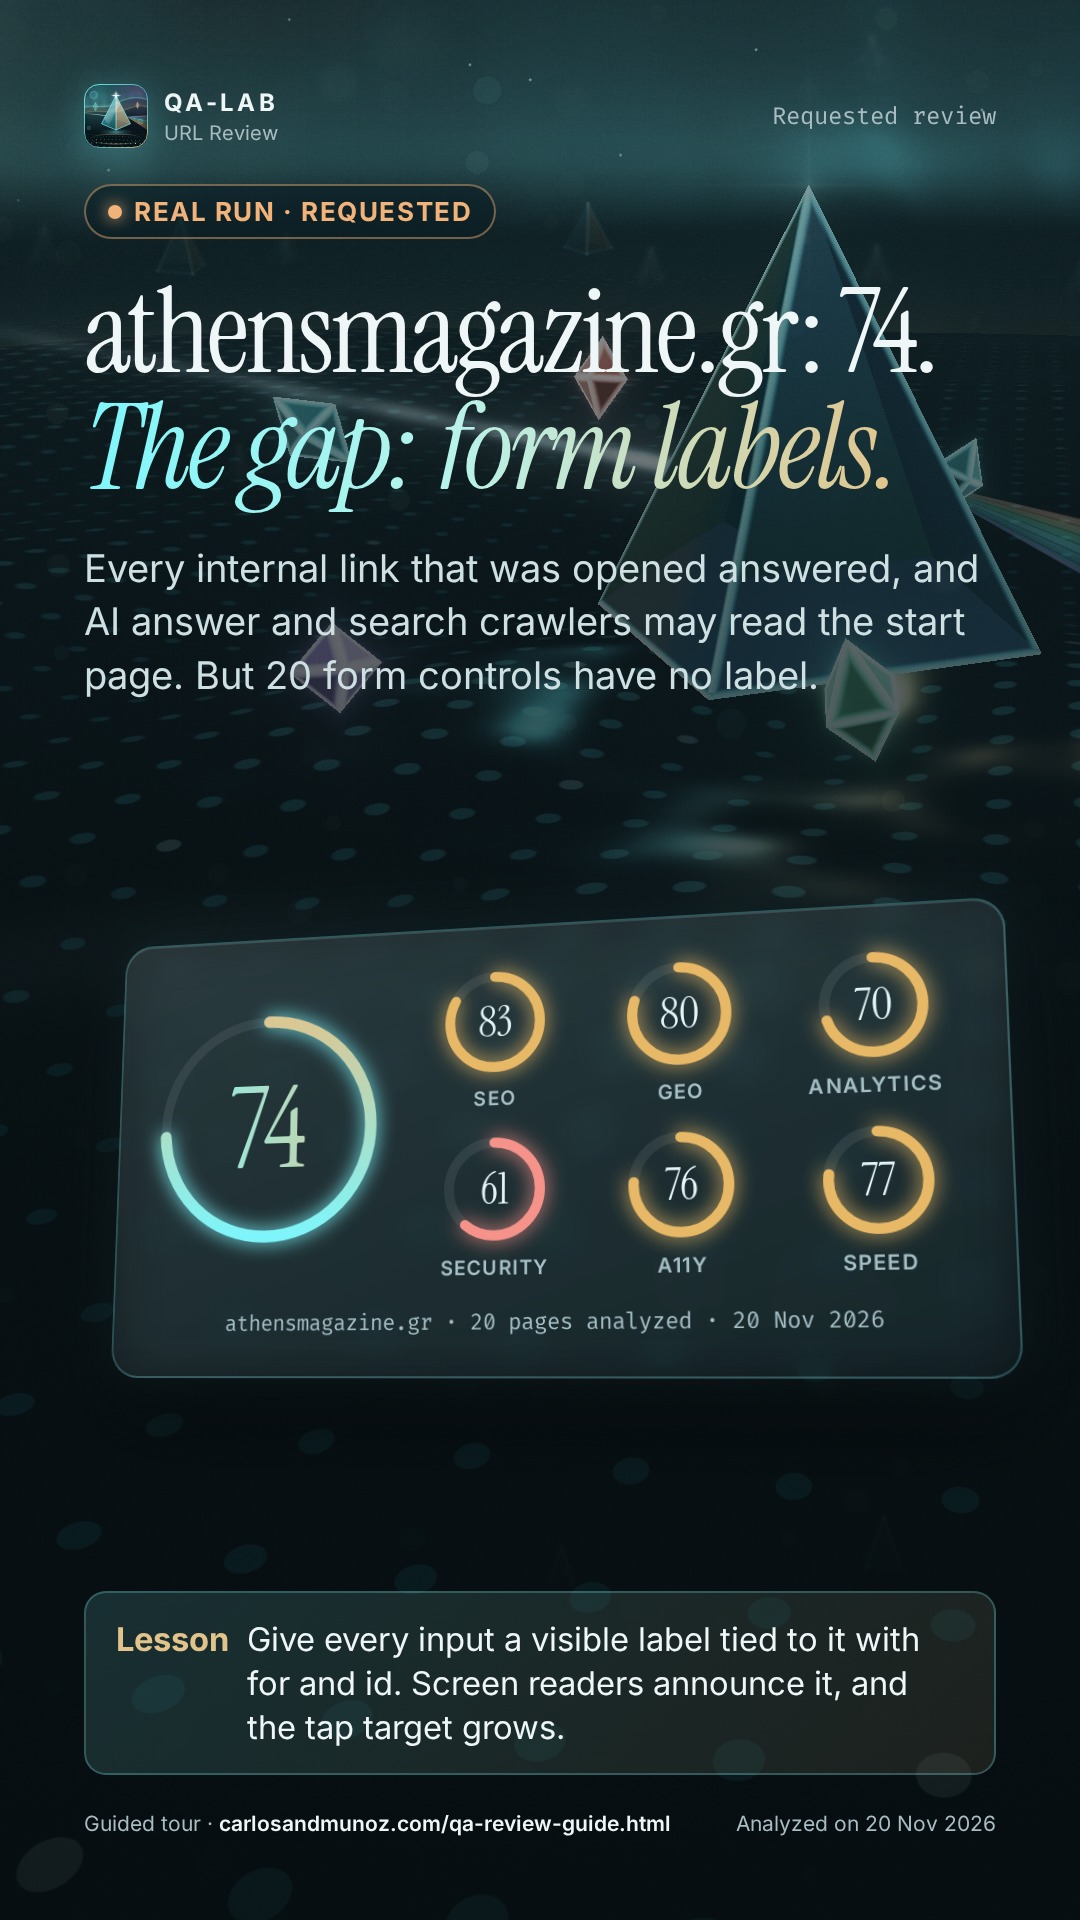 QA-LAB
URL Review
Requested review
REAL RUN · REQUESTED
athensmagazine.gr: 74.
The gap: form labels.
Every internal link that was opened answered, and
AI answer and search crawlers may read the start
page. But 20 form controls have no label.
74
83
SEO
80
GEO
70
ANALYTICS
61
SECURITY
76
A11Y
77
SPEED
athensmagazine.gr · 20 pages analyzed · 20 Nov 2026
Lesson Give every input a visible label tied to it with
for and id. Screen readers announce it, and
the tap target grows.
Guided tour · carlosandmunoz.com/qa-review-guide.html
Analyzed on 20 Nov 2026